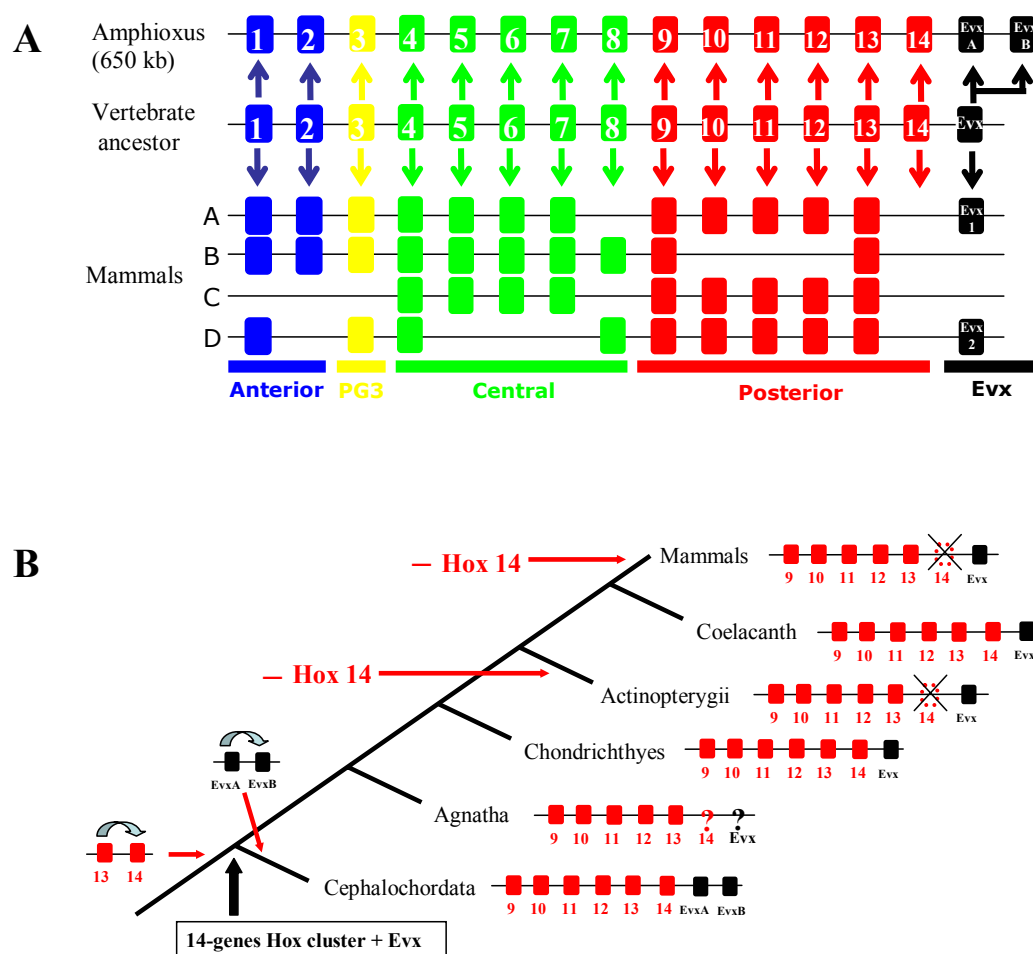 A
Amphioxus
(650 kb)
1 2 3 4 5 6 7 8 9 10 11 12 13 14 Evx A Evx B
Vertebrate
ancestor
1 2 3 4 5 6 7 8 9 10 11 12 13 14 Evx
Mammals
A Evx 1
B
C
D Evx 2
Anterior PG3 Central Posterior Evx
B
– Hox 14
Mammals
9 10 11 12 13 14 Evx
Coelacanth
9 10 11 12 13 14 Evx
– Hox 14
Actinopterygii
9 10 11 12 13 14 Evx
Chondrichthyes
9 10 11 12 13 14 Evx
EvxA EvxB
Agnatha
? ?
9 10 11 12 13 14 Evx
13 14
Cephalochordata
9 10 11 12 13 14 EvxA EvxB
14-genes Hox cluster + Evx